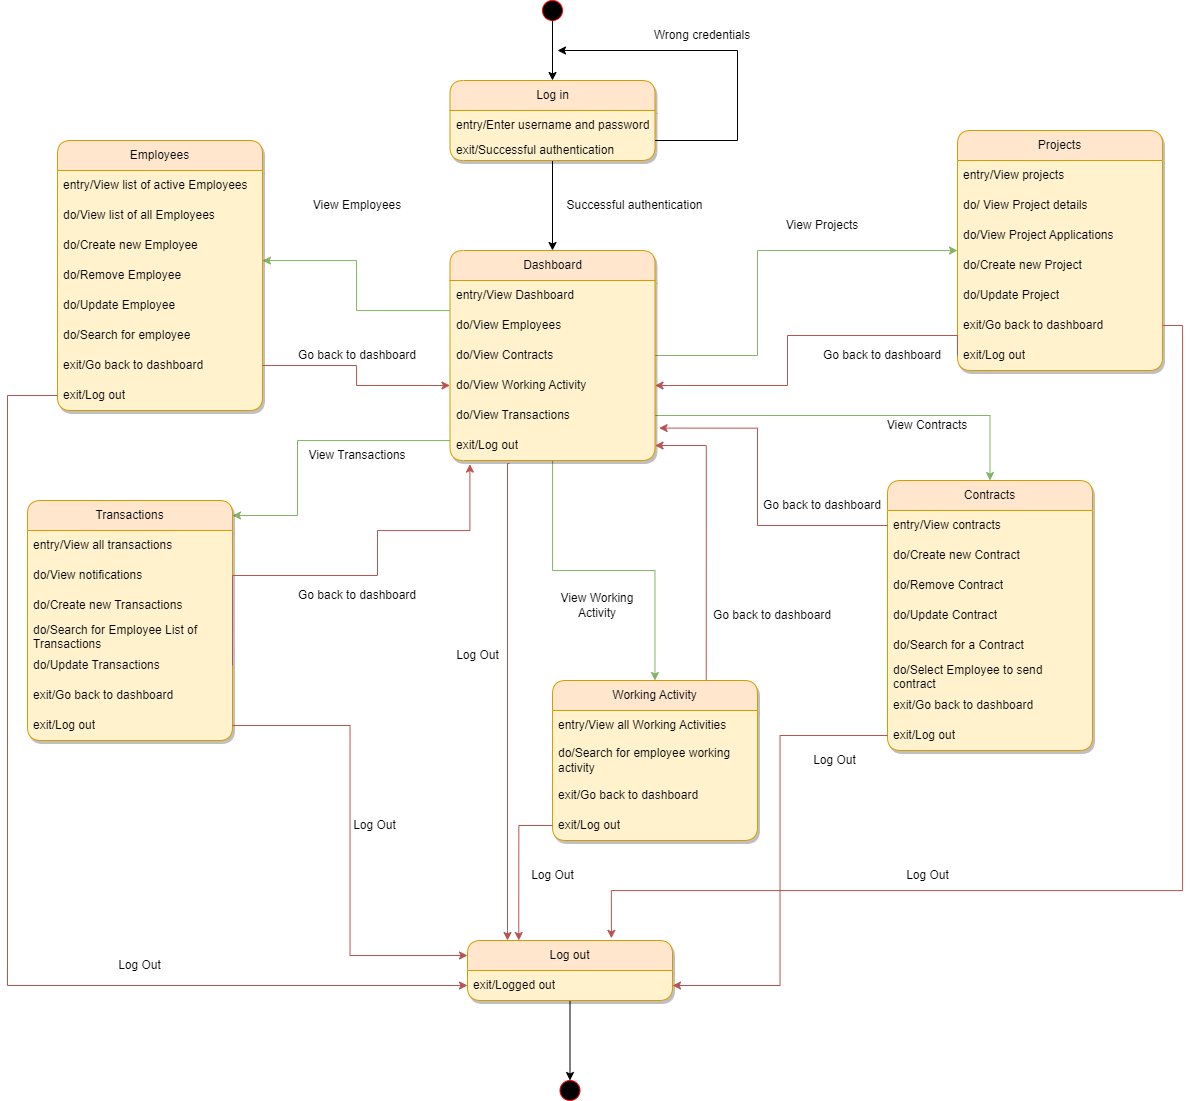 Wrong credentials
Log in
entry/Enter username and password
exit/Successful authentication
Employees
entry/View list of active Employees
do/View list of all Employees
do/Create new Employee
do/Remove Employee
do/Update Employee
do/Search for employee
exit/Go back to dashboard
exit/Log out
Projects
entry/View projects
do/ View Project details
do/View Project Applications
do/Create new Project
do/Update Project
exit/Go back to dashboard
exit/Log out
View Employees
Successful authentication
View Projects
Dashboard
entry/View Dashboard
do/View Employees
do/View Contracts
do/View Working Activity
do/View Transactions
exit/Log out
Go back to dashboard
Go back to dashboard
View Contracts
View Transactions
Transactions
entry/View all transactions
do/View notifications
do/Create new Transactions
do/Search for Employee List of
Transactions
do/Update Transactions
exit/Go back to dashboard
exit/Log out
Go back to dashboard
Contracts
entry/View contracts
do/Create new Contract
do/Remove Contract
do/Update Contract
do/Search for a Contract
do/Select Employee to send
contract
exit/Go back to dashboard
exit/Log out
Go back to dashboard
View Working
Activity
Go back to dashboard
Log Out
Working Activity
entry/View all Working Activities
do/Search for employee working
activity
exit/Go back to dashboard
exit/Log out
Log Out
Log Out
Log Out
Log Out
Log Out
Log out
exit/Logged out